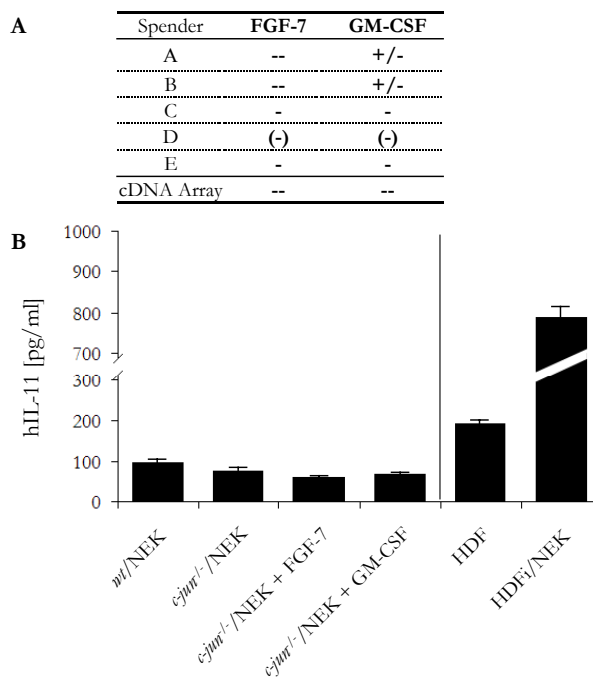 A
Spender FGF-7 GM-CSF
A -- +/-
B -- +/-
C - -
D (-) (-)
E - -
cDNA Array -- --
B
hIL-11 [pg/ml]
1000
900
800
700
300
200
100
0
wt/NEK
c-jun-/-/NEK
c-jun-/-/NEK + FGF-7
c-jun-/-/NEK + GM-CSF
HDF
HDFi/NEK